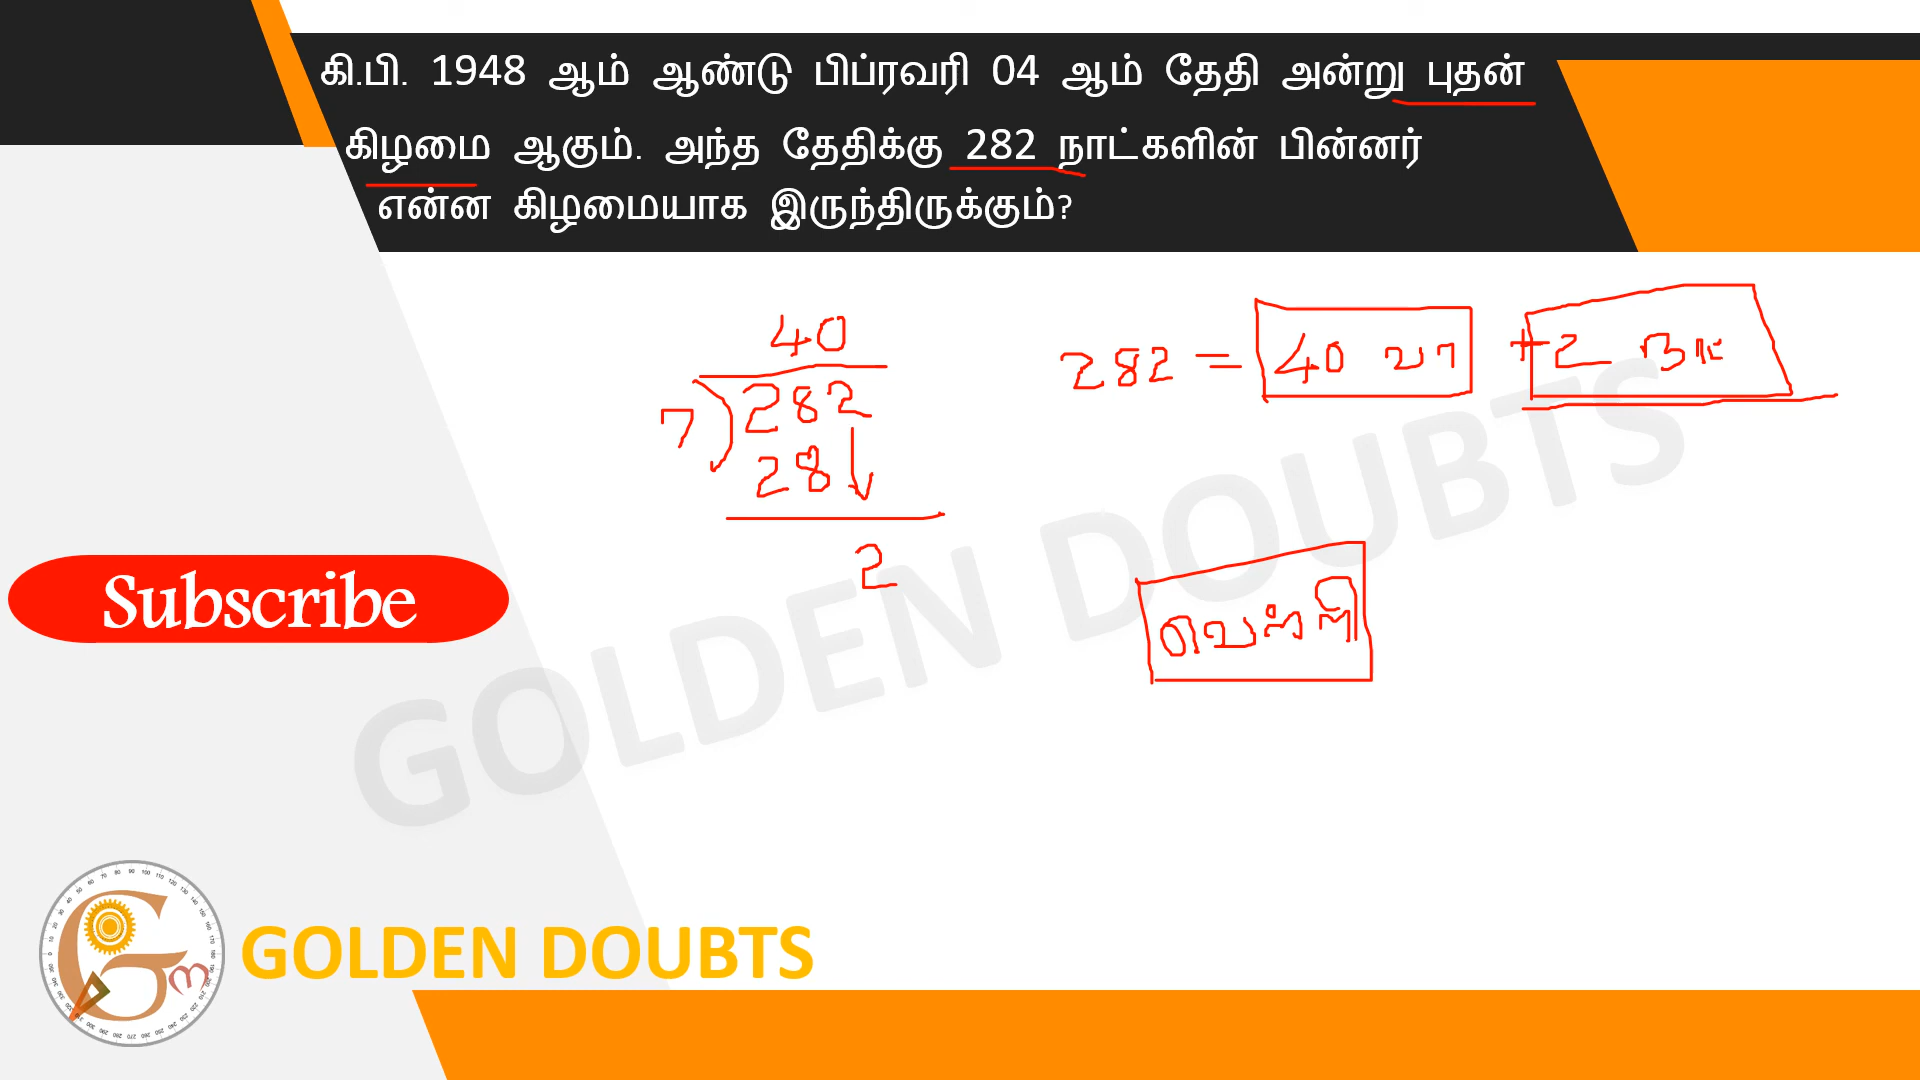 கி.பி. 1948 ஆம் ஆண்டு பிப்ரவரி 04 ஆம் தேதி அன்று புதன்
கிழமை ஆகும். அந்த தேதிக்கு 282 நாட்களின் பின்னர்
என்ன கிழமையாக இருந்திருக்கும்?
40
7) 282
28
2
282 = 40 வா + 2 நாட்
வெள்ளி
Subscribe
GOLDEN DOUBTS
GOLDEN DOUBTS